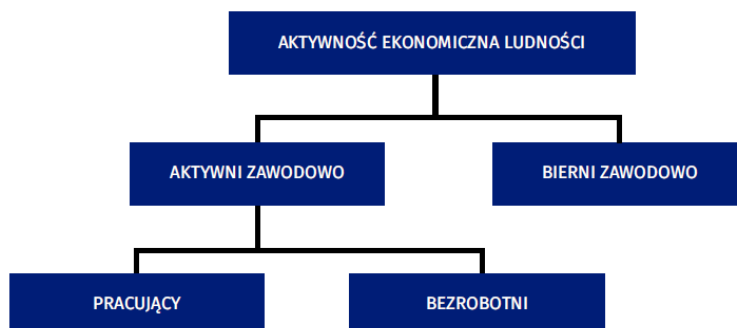 AKTYWNOŚĆ EKONOMICZNA LUDNOŚCI
AKTYWNI ZAWODOWO
BIERNI ZAWODOWO
PRACUJĄCY
BEZROBOTNI